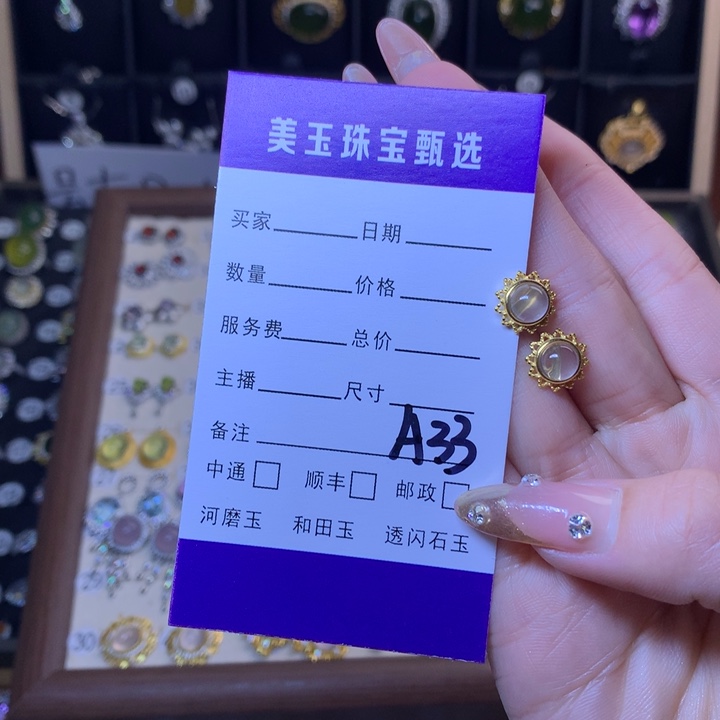 美玉珠宝甄选
买家 日期
数量 价格
服务费 总价
主播 尺寸
备注 A33
中通 顺丰 邮政
河磨玉 和田玉 透闪石玉
30